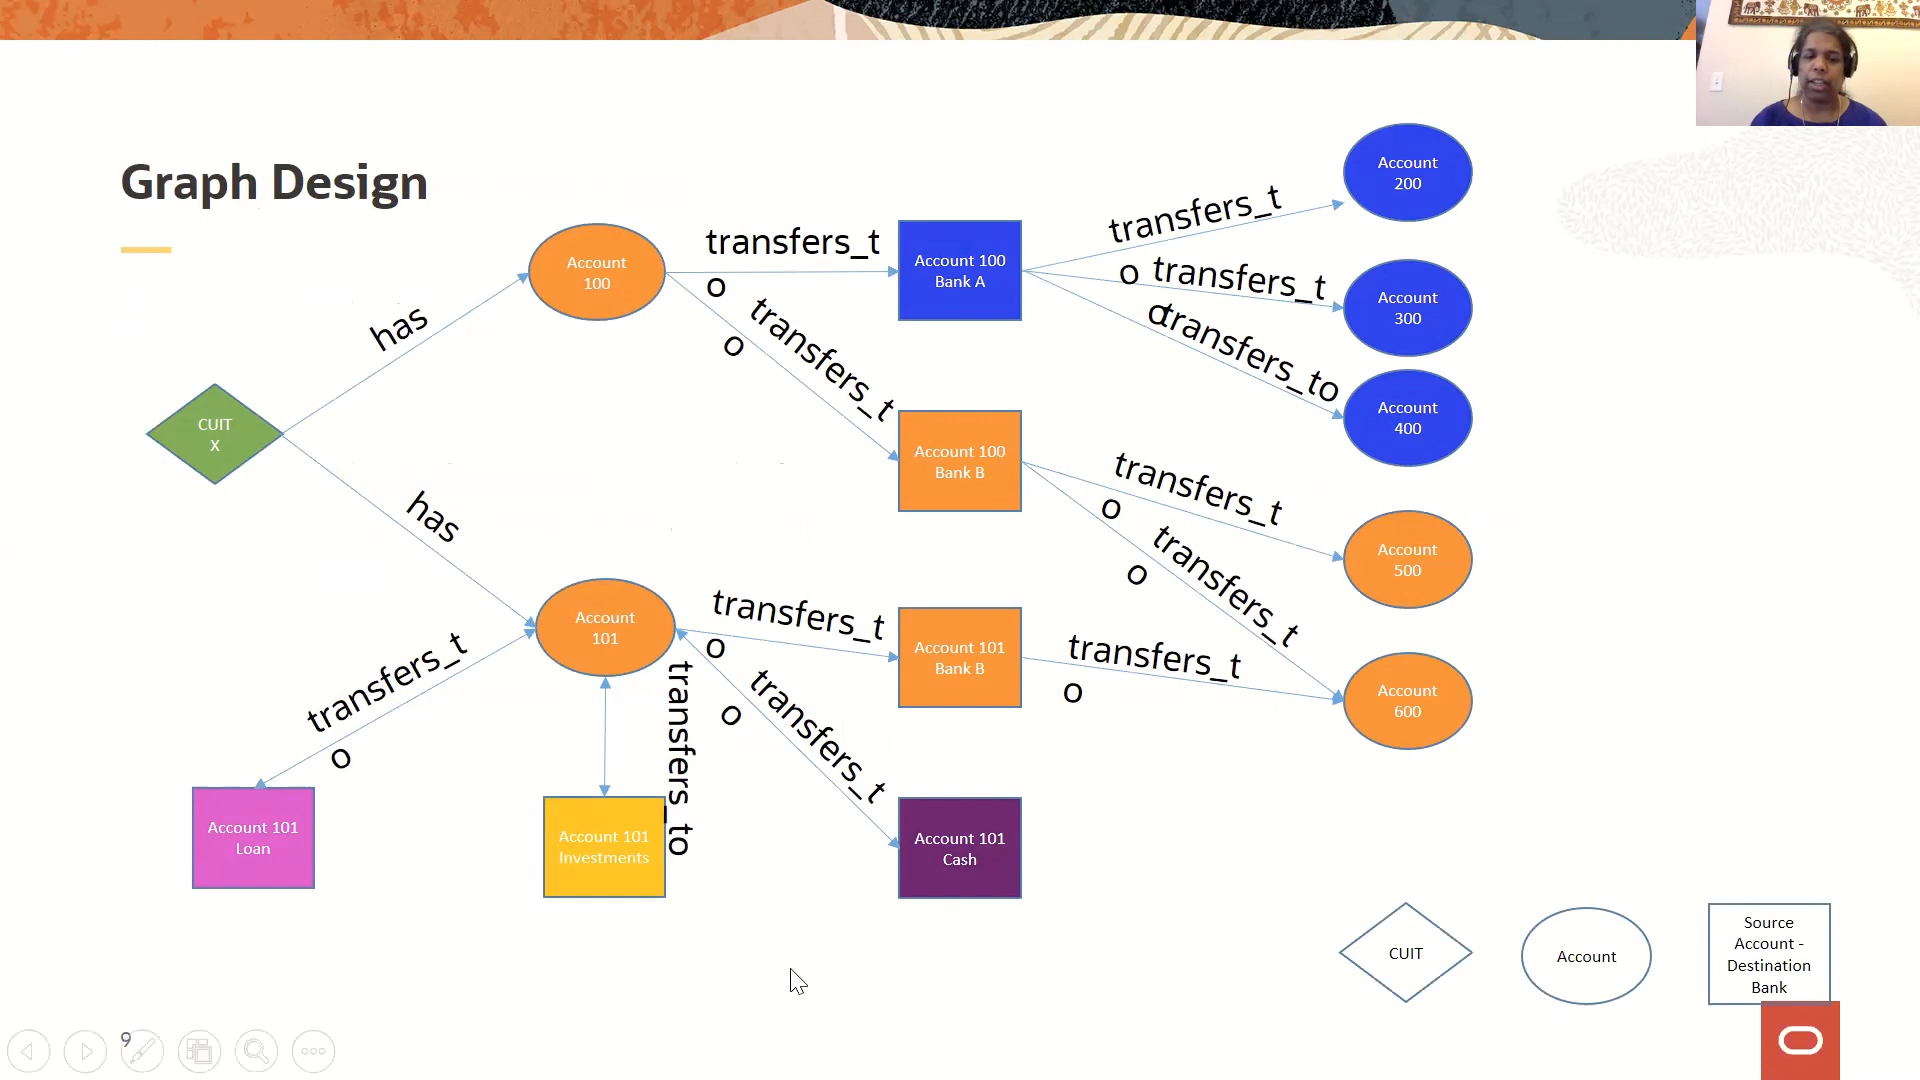 Graph Design
CUIT
X
has
has
Account
100
Account
101
transfers_t
o
transfers_t
o
transfers_t
o
transfers_t
o
transfers_t
o
transfers_to
Account 100
Bank A
Account 100
Bank B
Account 101
Bank B
Account 101
Loan
Account 101
Investments
Account 101
Cash
transfers_t
o
transfers_t
o
transfers_to
transfers_t
o
transfers_t
o
transfers_t
o
Account
200
Account
300
Account
400
Account
500
Account
600
CUIT
Account
Source
Account -
Destination
Bank
9